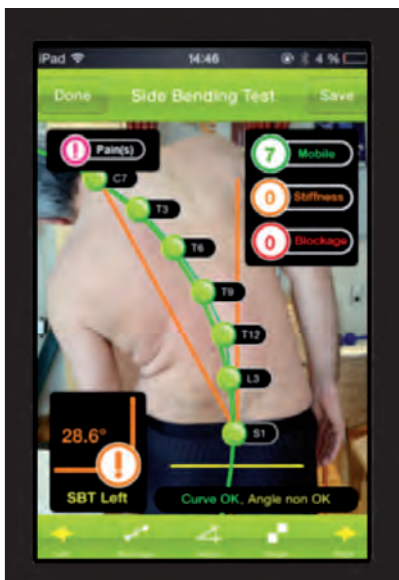 iPad 14:46 4 %
Done Side Bending Test Save
Pain(s)
7 Mobile
0 Stiffness
0 Blockage
C7
T3
T6
T9
T12
L3
S1
28.6°
SBT Left
Curve OK, Angle non OK